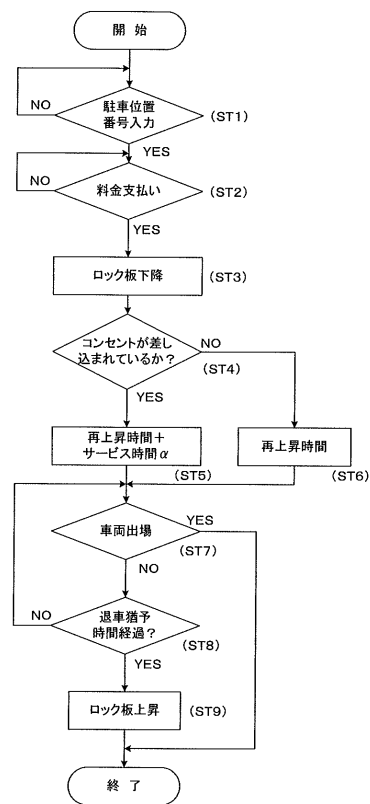 開 始
NO
駐車位置
番号入力
(ST1)
YES
NO
料金支払い
(ST2)
YES
ロック板下降
(ST3)
コンセントが差し
込まれているか？
NO
(ST4)
YES
再上昇時間＋
サービス時間 α
(ST5)
再上昇時間
(ST6)
車両出場
YES
(ST7)
NO
NO
退車猶予
時間経過？
(ST8)
YES
ロック板上昇
(ST9)
終 了